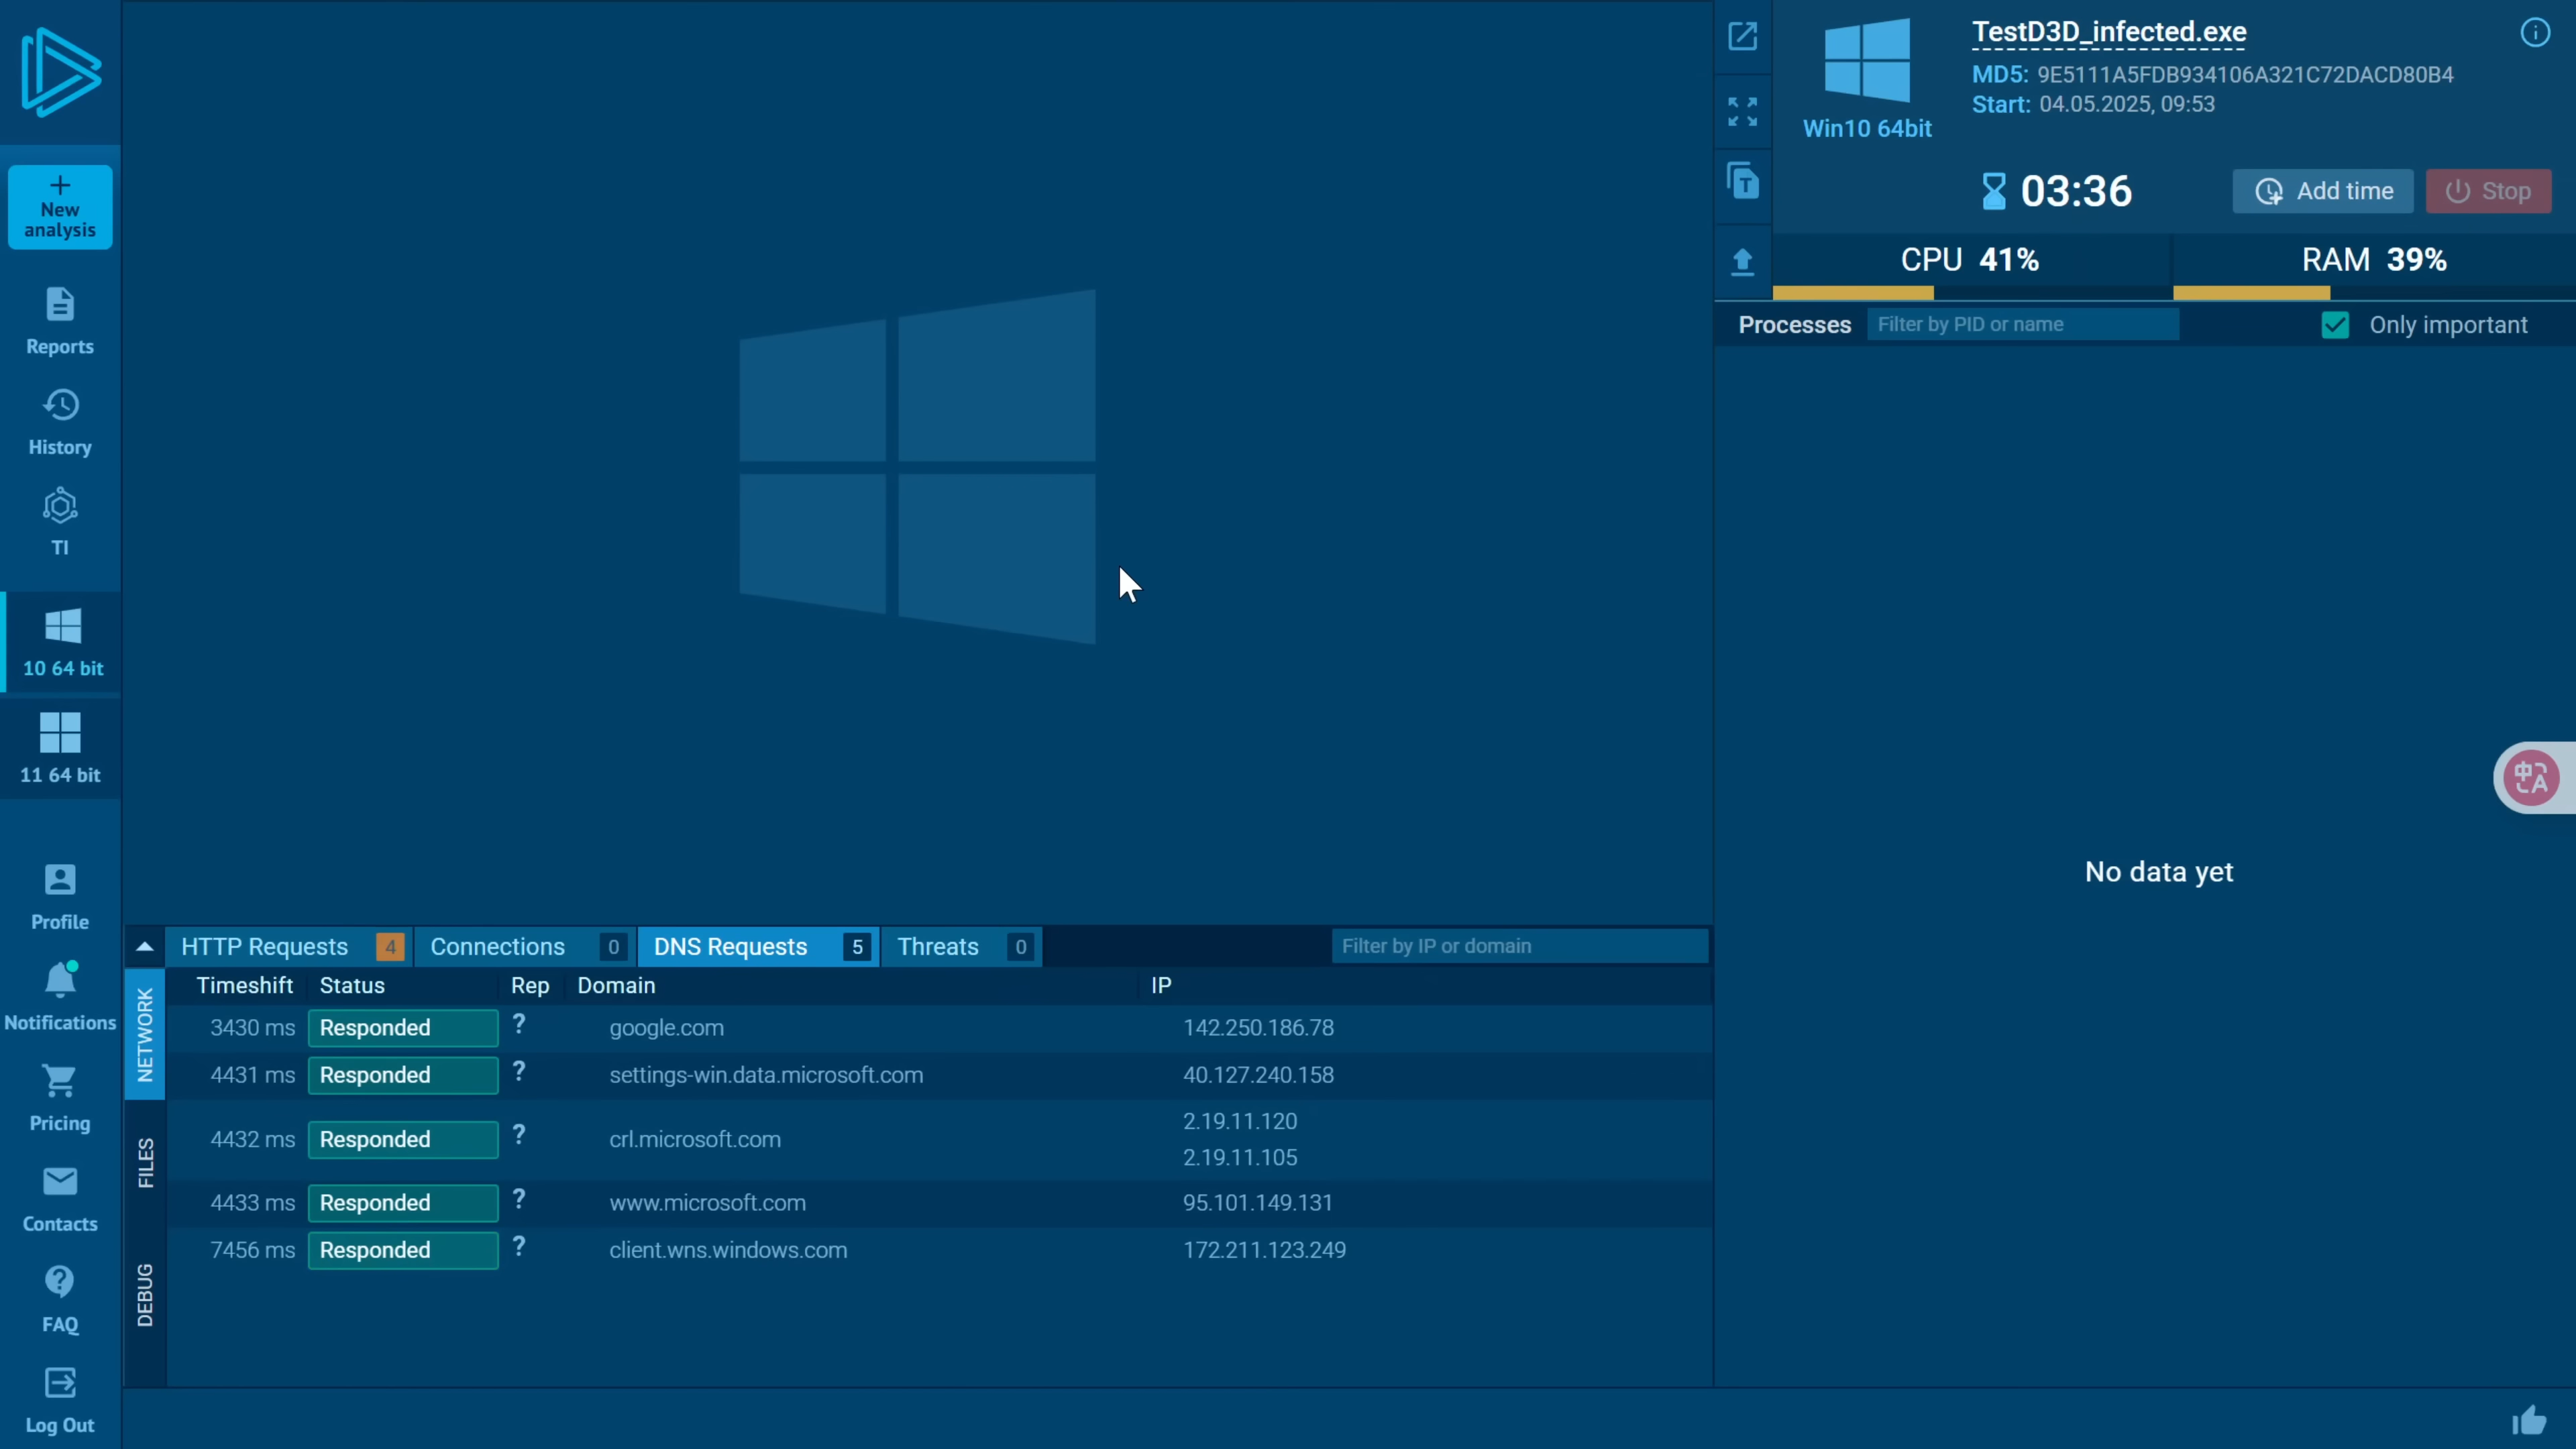 New
analysis
Reports
History
TI
10 64 bit
11 64 bit
Profile
Notifications
Pricing
Contacts
FAQ
Log Out
TestD3D_infected.exe
MD5: 9E5111A5FDB934106A321C72DACD80B4
Start: 04.05.2025, 09:53
Win10 64bit
03:36
Add time
Stop
CPU 41%
RAM 39%
Processes
Filter by PID or name
Only important
No data yet
中A
HTTP Requests 4 Connections 0 DNS Requests 5 Threats 0 Filter by IP or domain
NETWORK
FILES
DEBUG
Timeshift Status Rep Domain IP
3430 ms Responded ? google.com 142.250.186.78
4431 ms Responded ? settings-win.data.microsoft.com 40.127.240.158
4432 ms Responded ? crl.microsoft.com 2.19.11.120
2.19.11.105
4433 ms Responded ? www.microsoft.com 95.101.149.131
7456 ms Responded ? client.wns.windows.com 172.211.123.249